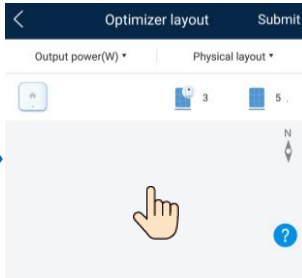 Optimizer layout Submit
Output power(W) Physical layout
3 5
N
?